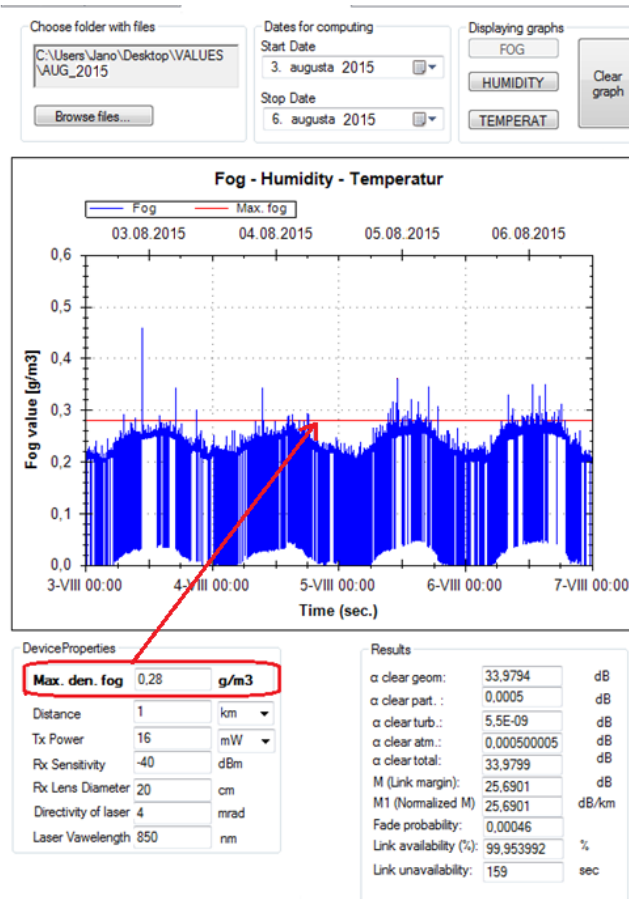 Choose folder with files
C:\Users\Jano\Desktop\VALUES
\AUG_2015
Browse files...
Dates for computing
Start Date
3. augusta 2015
Stop Date
6. augusta 2015
Displaying graphs
FOG
HUMIDITY
TEMPERAT
Clear
graph
Fog - Humidity - Temperatur
Fog Max. fog
03.08.2015 04.08.2015 05.08.2015 06.08.2015
Fog value [g/m3]
0,6
0,5
0,4
0,3
0,2
0,1
0,0
3-VIII 00:00 4-VIII 00:00 5-VIII 00:00 6-VIII 00:00 7-VIII 00:00
Time (sec.)
DeviceProperties
Max. den. fog 0,28 g/m3
Distance 1 km
Tx Power 16 mW
Rx Sensitivity -40 dBm
Rx Lens Diameter 20 cm
Directivity of laser 4 mrad
Laser Vawelength 850 nm
Results
α clear geom: 33,9794 dB
α clear part. : 0,0005 dB
α clear turb.: 5,5E-09 dB
α clear atm.: 0,000500005 dB
α clear total: 33,9799 dB
M (Link margin): 25,6901 dB
M1 (Normalized M) 25,6901 dB/km
Fade probability: 0,00046
Link availability (%): 99,953992 %
Link unavailability: 159 sec